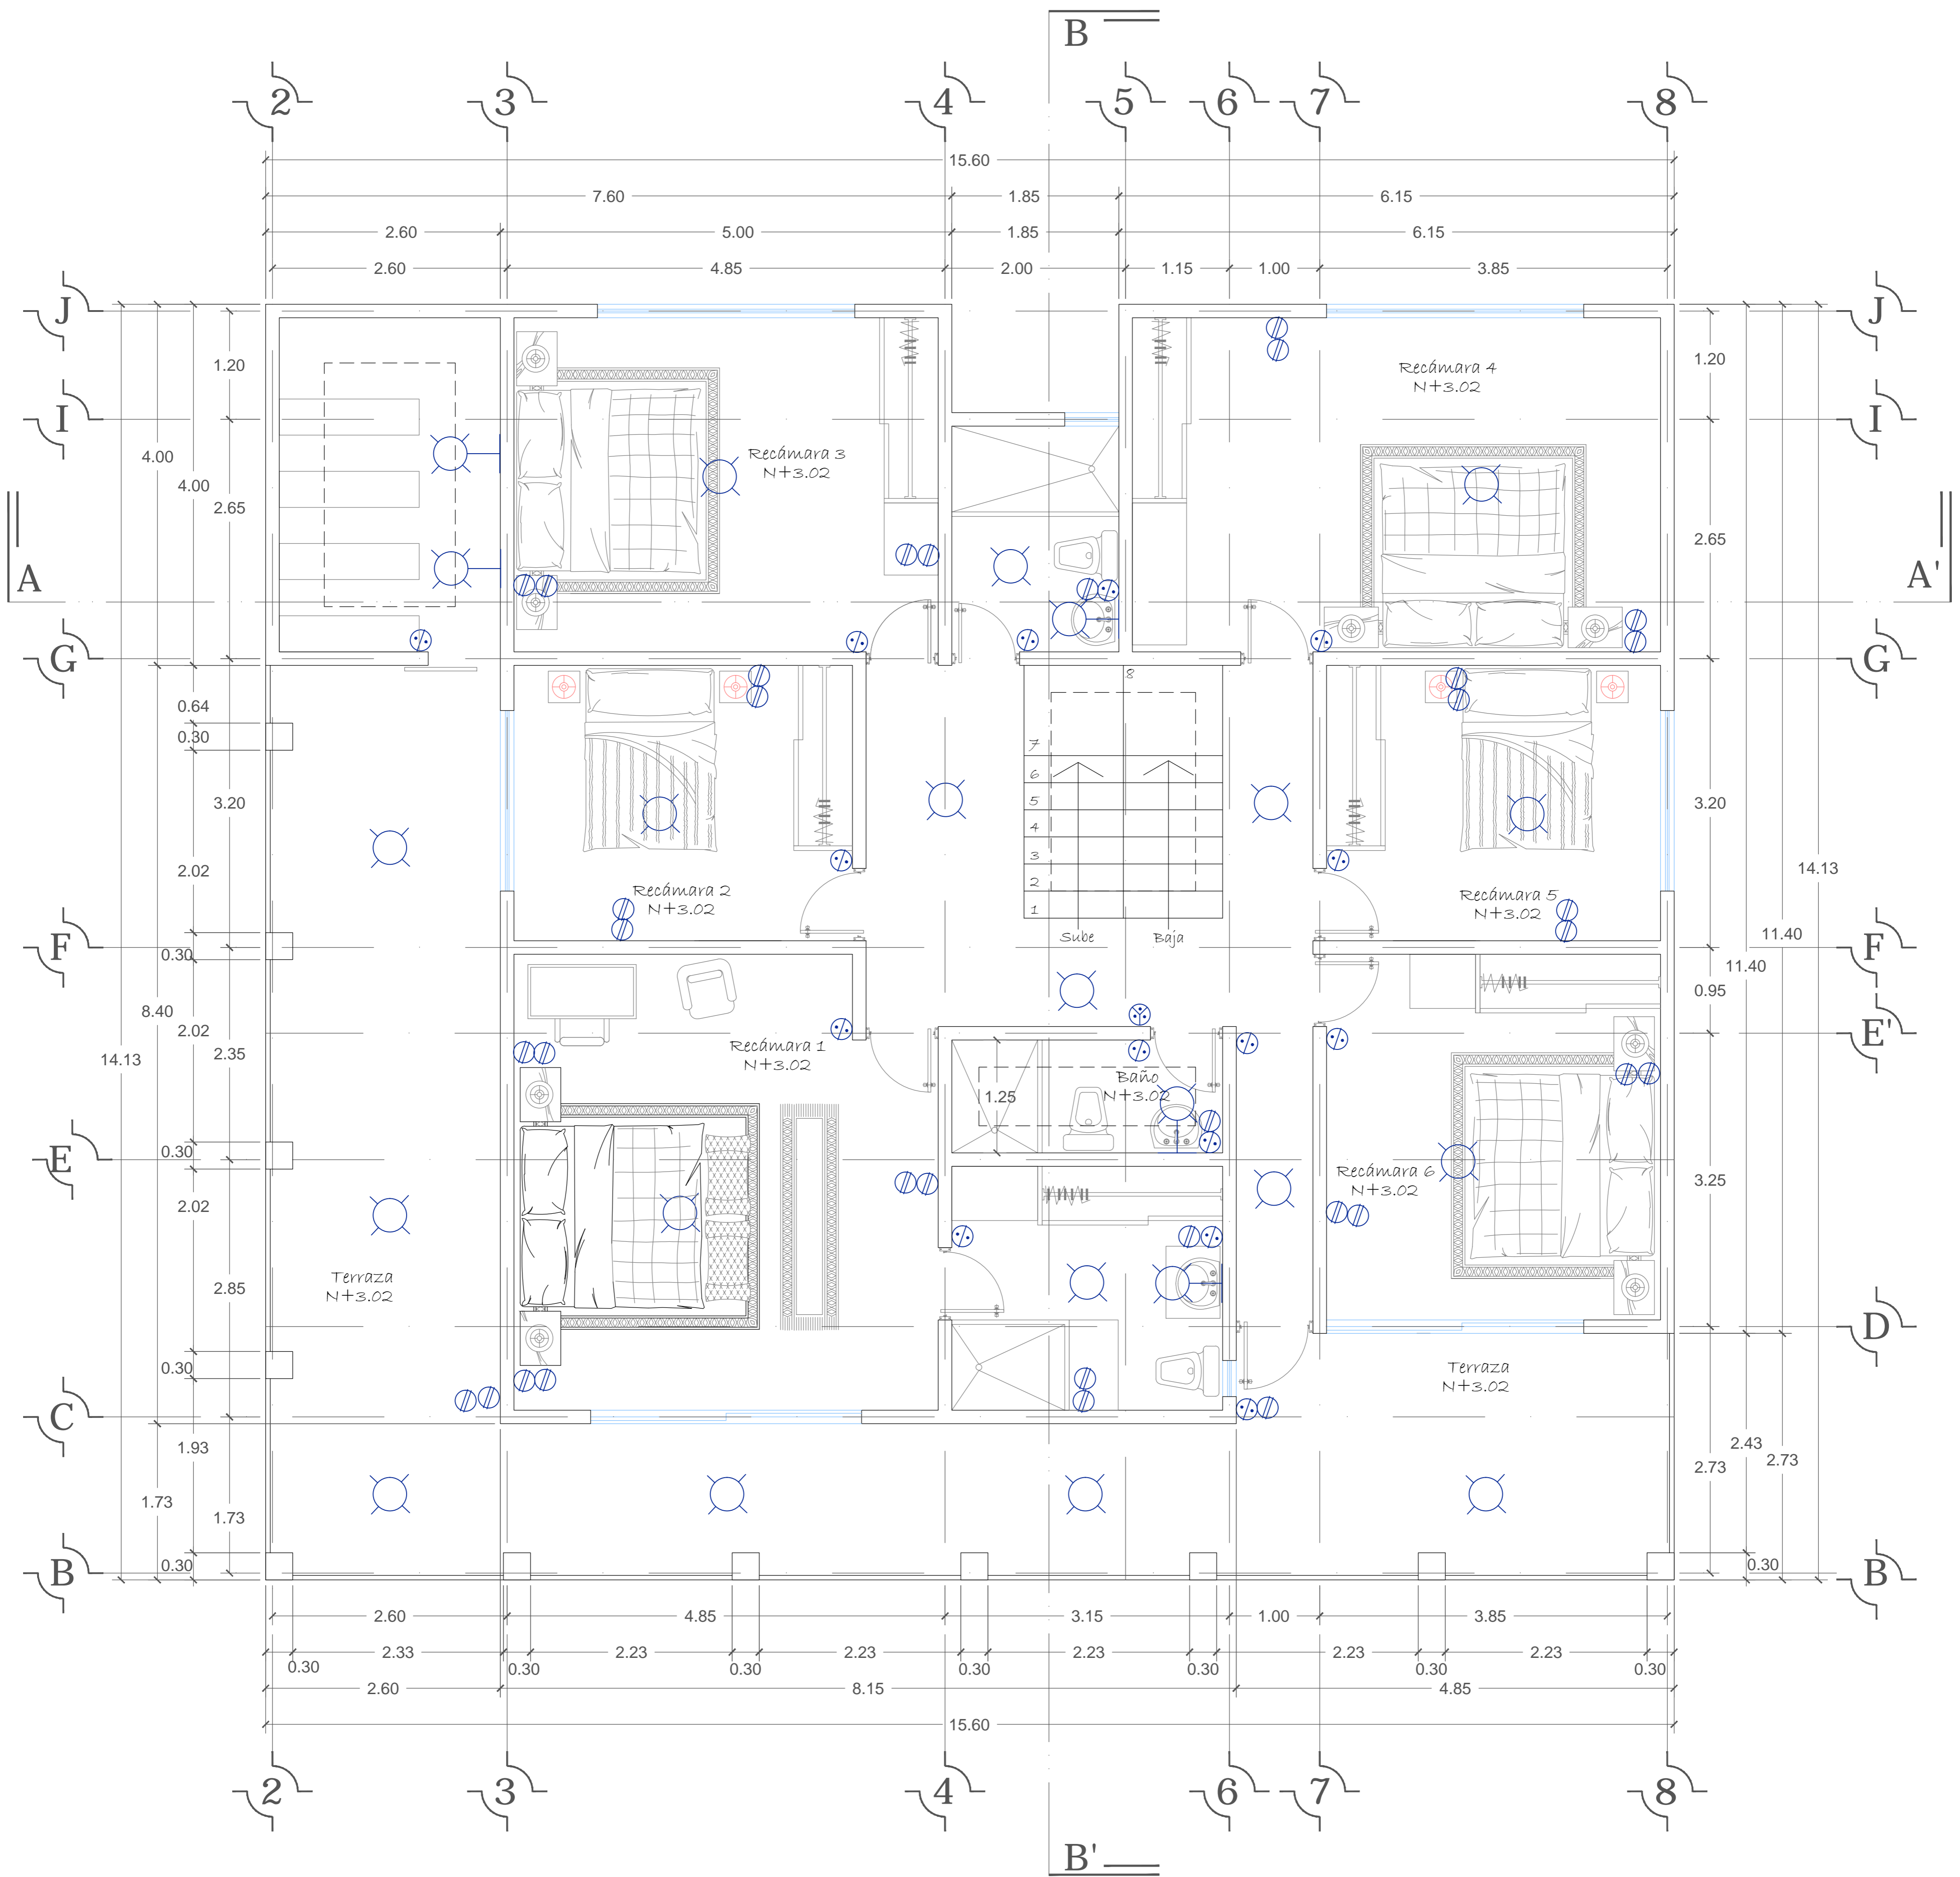 B
2 3 4 5 6 7 8
15.60
7.60 1.85 6.15
2.60 5.00 1.85 6.15
2.60 4.85 2.00 1.15 1.00 3.85
J J
1.20 1.20
Recámara 4
N+3.02
I I
4.00
Recámara 3
N+3.02
4.00
2.65
2.65
A A'
G G
8
0.64
0.30
7
6
5
3.20 3.20
4
3
2.02
14.13
2
Recámara 2
N+3.02
Recámara 5
N+3.02
1
Sube Baja
11.40
F F
0.30
11.40
0.95
8.40
2.02
E'
Recámara 1
N+3.02
2.35
14.13
Baño
N+3.02
1.25
0.30
E
Recámara 6
N+3.02
3.25
2.02
Terraza
N+3.02
2.85
D
0.30
Terraza
N+3.02
C
1.93
2.43
2.73
2.73
1.73
1.73
0.30
0.30
B B
2.60 4.85 3.15 1.00 3.85
2.33 2.23 2.23 2.23 2.23 2.23
0.30 0.30 0.30 0.30 0.30 0.30 0.30
2.60 8.15 4.85
15.60
2 3 4 6 7 8
B'